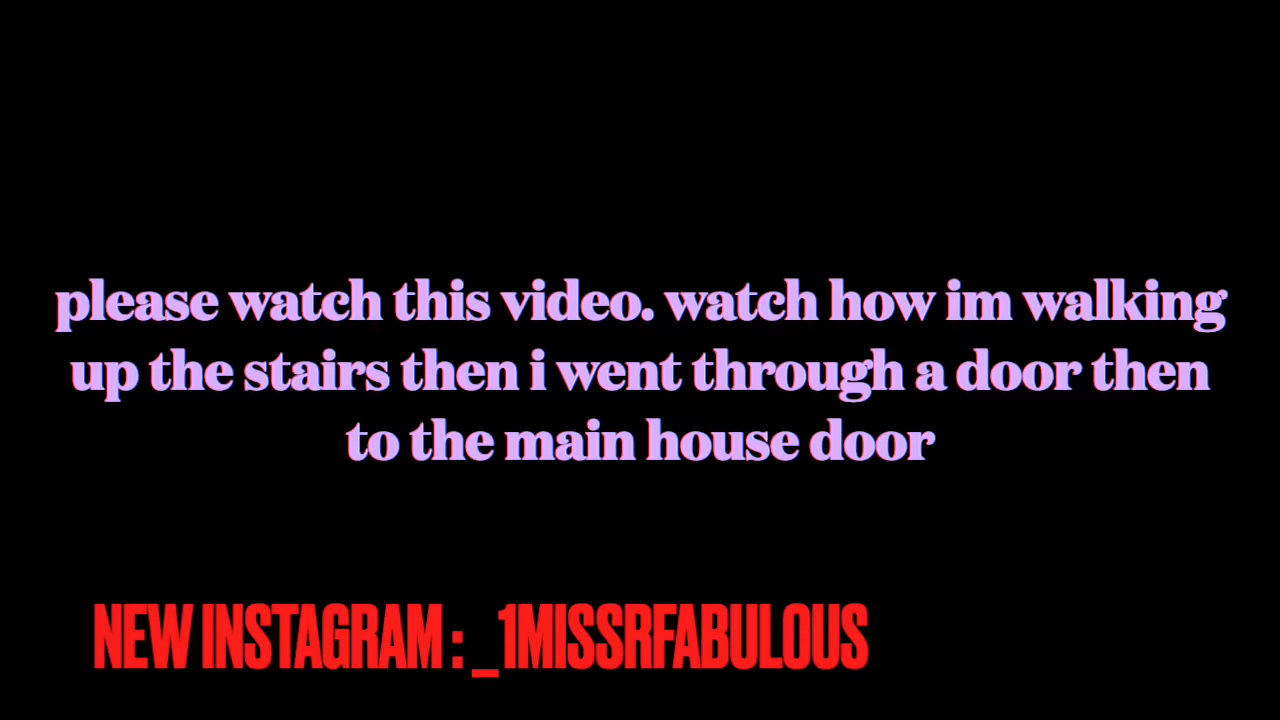 please watch this video. watch how im walking
up the stairs then i went through a door then
to the main house door
NEW INSTAGRAM : _1MISSRFABULOUS